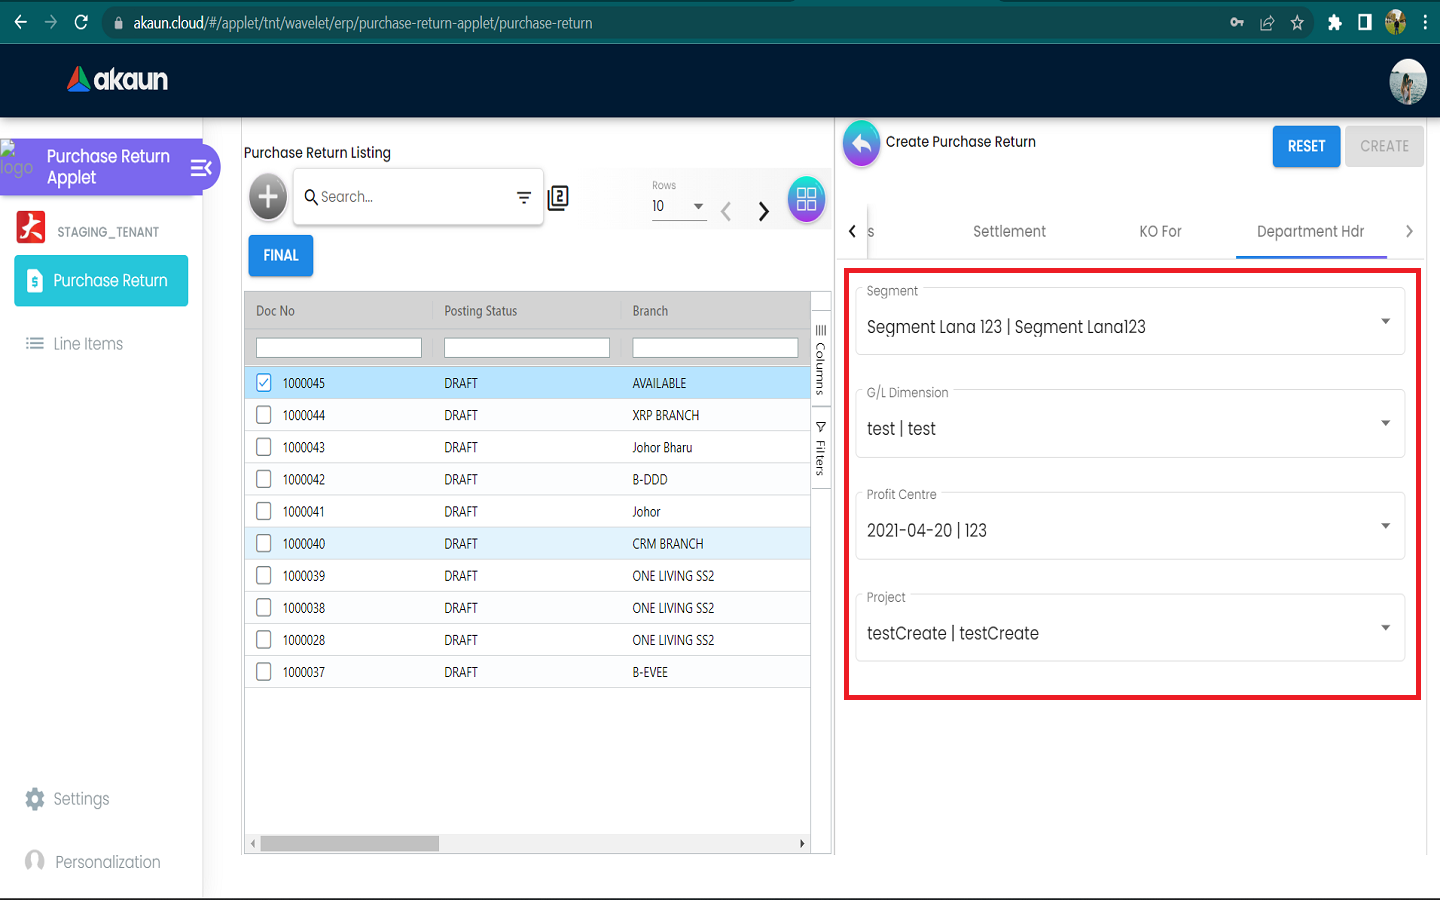 akaun.cloud/#/applet/tnt/wavelet/erp/purchase-return-applet/purchase-return
akaun
logo
Purchase Return
Applet
STAGING_TENANT
Purchase Return
Line Items
Settings
Personalization
Purchase Return Listing
Search...
2
Rows
10
FINAL
Doc No Posting Status Branch
1000045 DRAFT AVAILABLE
1000044 DRAFT XRP BRANCH
1000043 DRAFT Johor Bharu
1000042 DRAFT B-DDD
1000041 DRAFT Johor
1000040 DRAFT CRM BRANCH
1000039 DRAFT ONE LIVING SS2
1000038 DRAFT ONE LIVING SS2
1000028 DRAFT ONE LIVING SS2
1000037 DRAFT B-EVEE
Columns
Filters
Create Purchase Return
RESET
CREATE
s Settlement KO For Department Hdr
Segment
Segment Lana 123 | Segment Lana123
G/L Dimension
test | test
Profit Centre
2021-04-20 | 123
Project
testCreate | testCreate